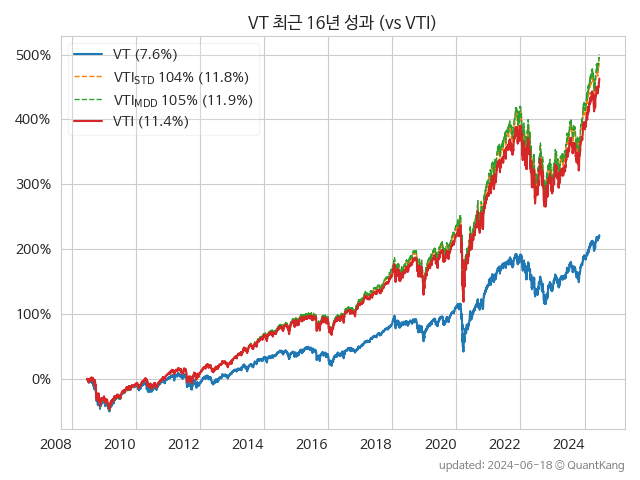 VT 최근 16년 성과 (vs VTI)
VT (7.6%)
VTI_STD 104% (11.8%)
VTI_MDD 105% (11.9%)
VTI (11.4%)
500%
400%
300%
200%
100%
0%
2008 2010 2012 2014 2016 2018 2020 2022 2024
updated: 2024-06-18 © QuantKang